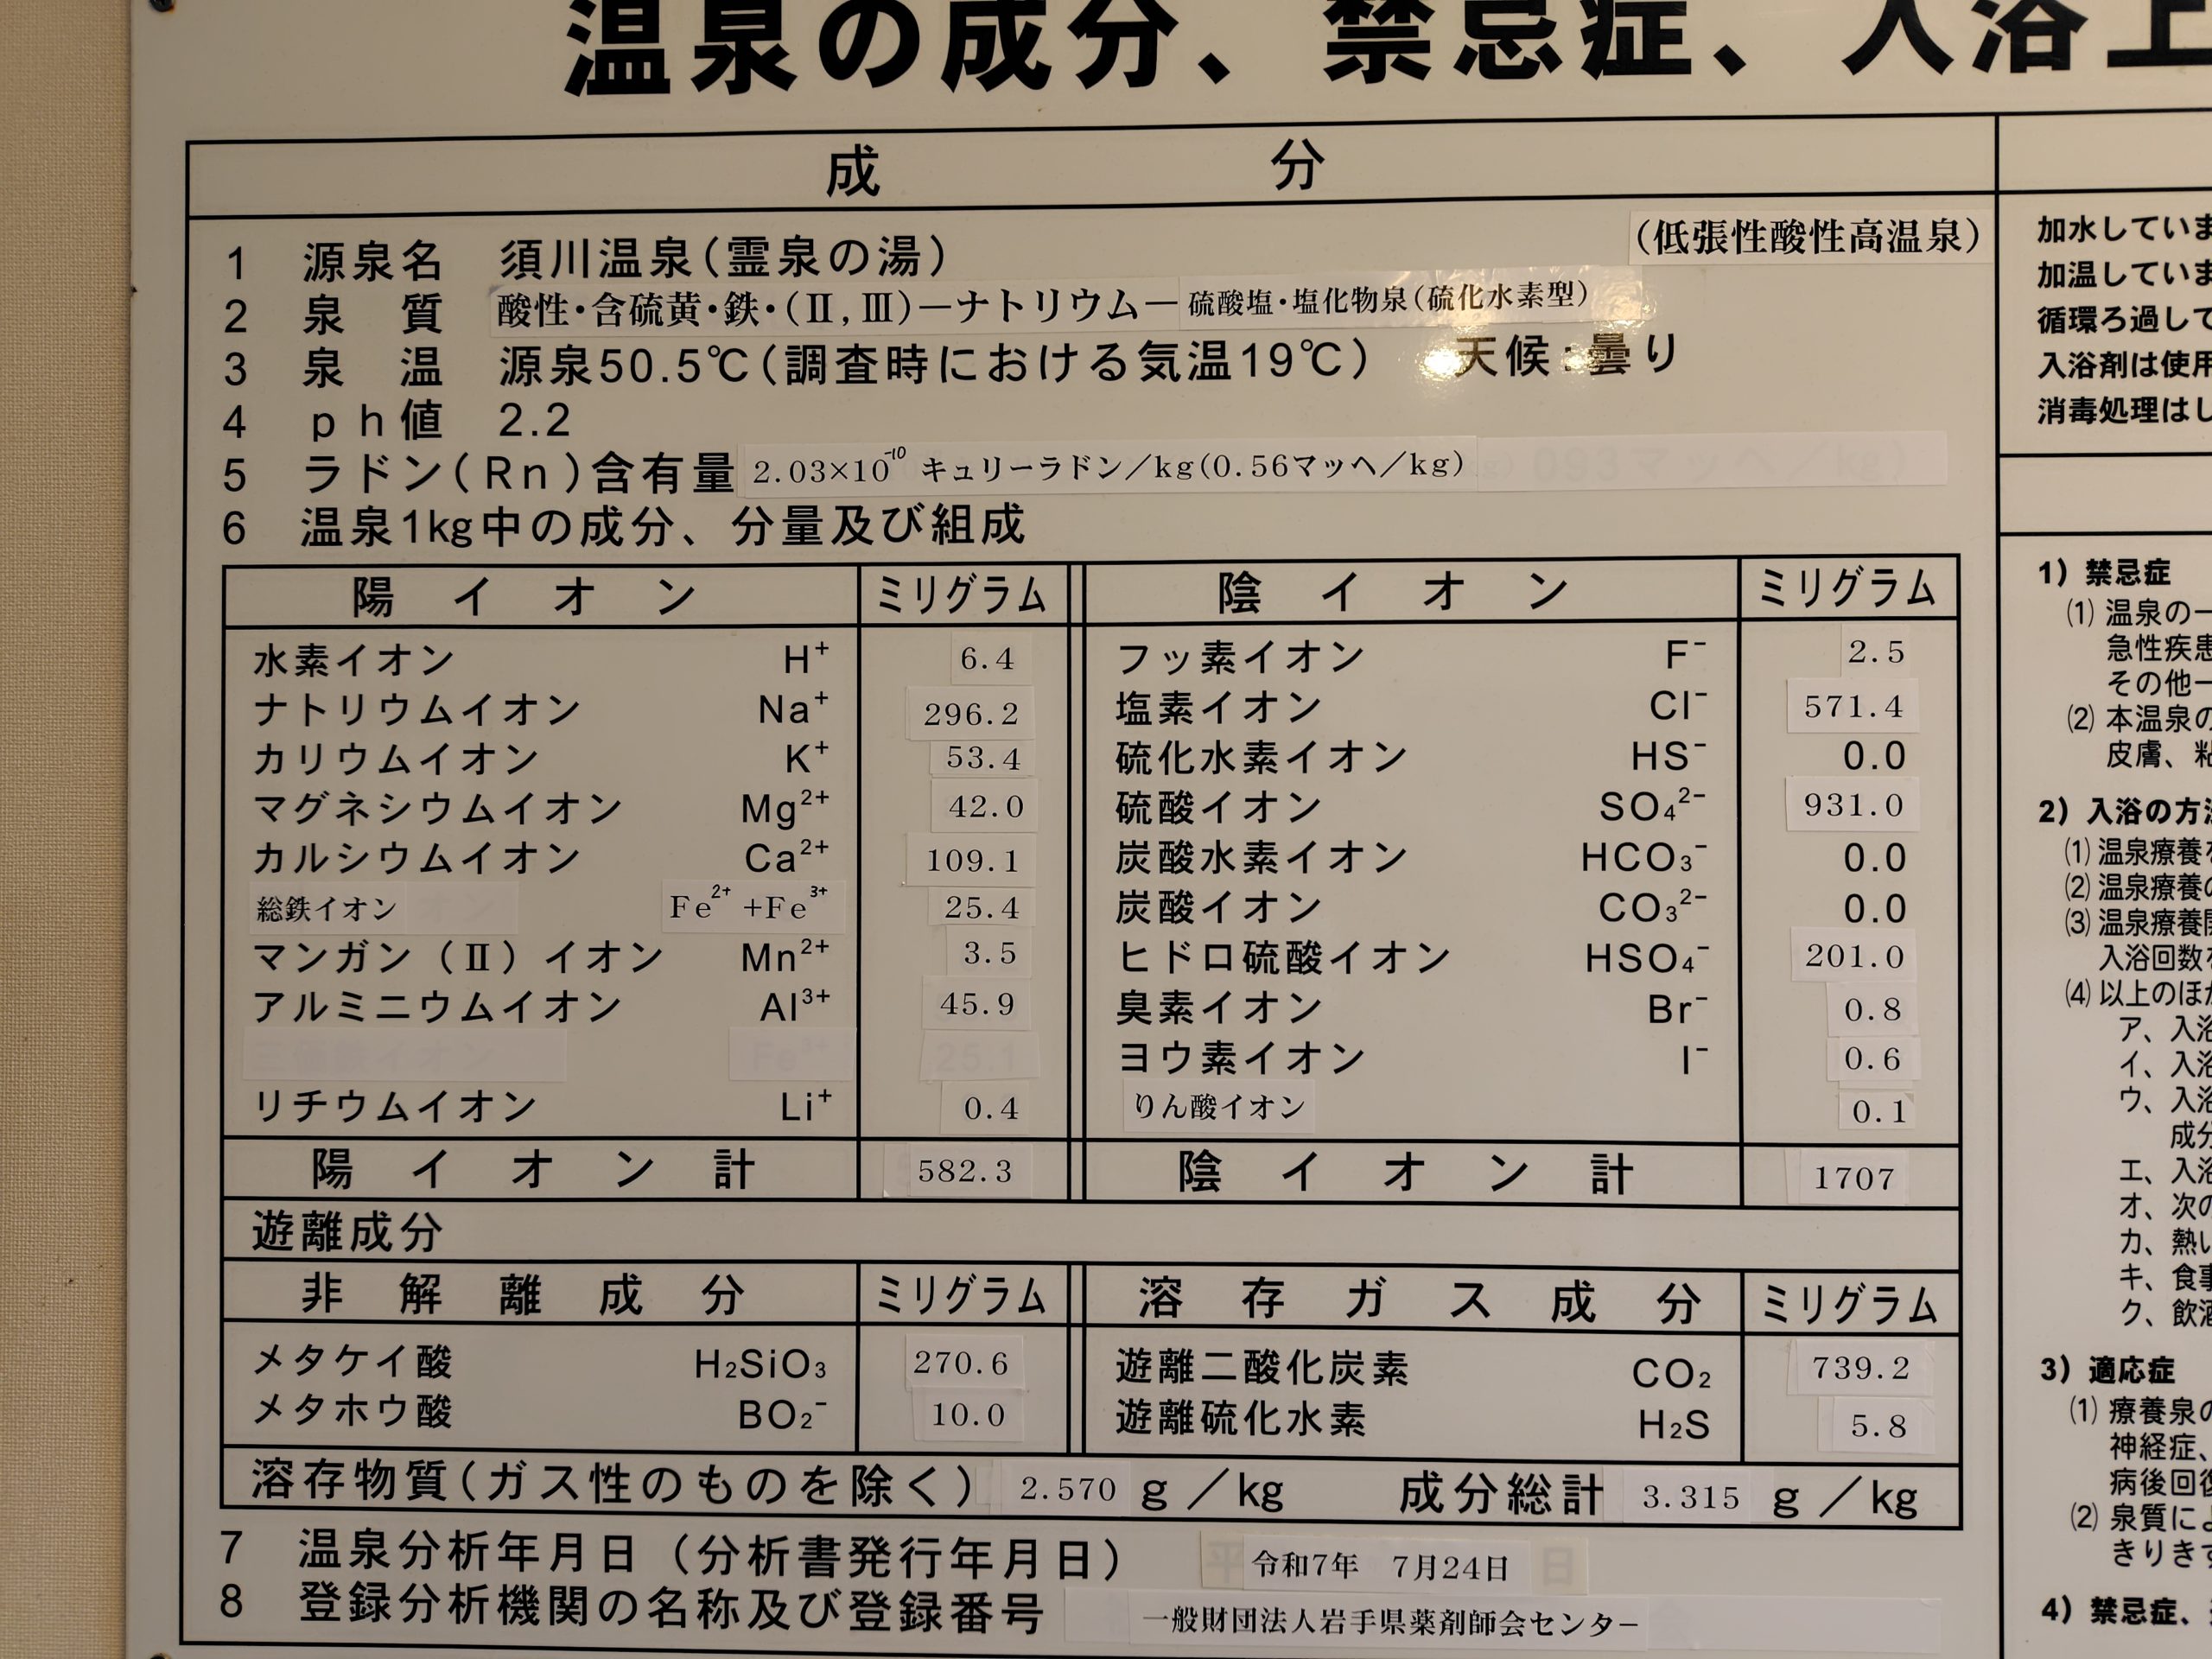 温泉の成分、禁忌症、入浴上
成分
1 源泉名 須川温泉(霊泉の湯)
(低張性酸性高温泉)
2 泉質 酸性・含硫黄・鉄・(Ⅱ,Ⅲ)ーナトリウムー硫酸塩・塩化物泉(硫化水素型)
3 泉温 源泉50.5℃(調査時における気温19℃) 天候:曇り
4 ph値 2.2
5 ラドン(Rn)含有量 2.03×10⁻¹⁰ キュリーラドン/kg(0.56マッヘ/kg)
6 温泉1kg中の成分、分量及び組成
陽イオン ミリグラム 陰イオン ミリグラム
水素イオン H⁺ 6.4 フッ素イオン F⁻ 2.5
ナトリウムイオン Na⁺ 296.2 塩素イオン Cl⁻ 571.4
カリウムイオン K⁺ 53.4 硫化水素イオン HS⁻ 0.0
マグネシウムイオン Mg²⁺ 42.0 硫酸イオン SO₄²⁻ 931.0
カルシウムイオン Ca²⁺ 109.1 炭酸水素イオン HCO₃⁻ 0.0
総鉄イオン Fe²⁺+Fe³⁺ 25.4 炭酸イオン CO₃²⁻ 0.0
マンガン(Ⅱ)イオン Mn²⁺ 3.5 ヒドロ硫酸イオン HSO₄⁻ 201.0
アルミニウムイオン Al³⁺ 45.9 臭素イオン Br⁻ 0.8
ヨウ素イオン I⁻ 0.6
リチウムイオン Li⁺ 0.4 りん酸イオン 0.1
陽イオン計 582.3 陰イオン計 1707
遊離成分
非解離成分 ミリグラム 溶存ガス成分 ミリグラム
メタケイ酸 H₂SiO₃ 270.6 遊離二酸化炭素 CO₂ 739.2
メタホウ酸 BO₂⁻ 10.0 遊離硫化水素 H₂S 5.8
溶存物質(ガス性のものを除く) 2.570 g/kg 成分総計 3.315 g/kg
7 温泉分析年月日(分析書発行年月日) 令和7年 7月24日
8 登録分析機関の名称及び登録番号 一般財団法人岩手県薬剤師会センター
加水していま
加温していま
循環ろ過して
入浴剤は使用
消毒処理はし
1) 禁忌症
(1) 温泉の一
急性疾患
その他一
(2) 本温泉の
皮膚、粘
2) 入浴の方法
(1) 温泉療養を
(2) 温泉療養の
(3) 温泉療養開
入浴回数を
(4) 以上のほか
ア、入浴
イ、入浴
ウ、入浴
成分
エ、入浴
オ、次の
カ、熱い
キ、食事
ク、飲酒
3) 適応症
(1) 療養泉の
神経症、
病後回復
(2) 泉質によ
きりきず
4) 禁忌症、